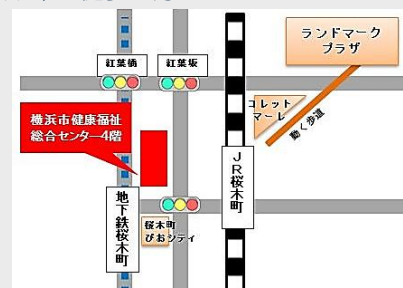 ランドマーク
プラザ
紅葉橋
紅葉坂
コレット
マーレ
動く歩道
横浜市健康福祉
総合センター4階
JR桜木町
地下鉄桜木町
桜木町
ぴおシティ